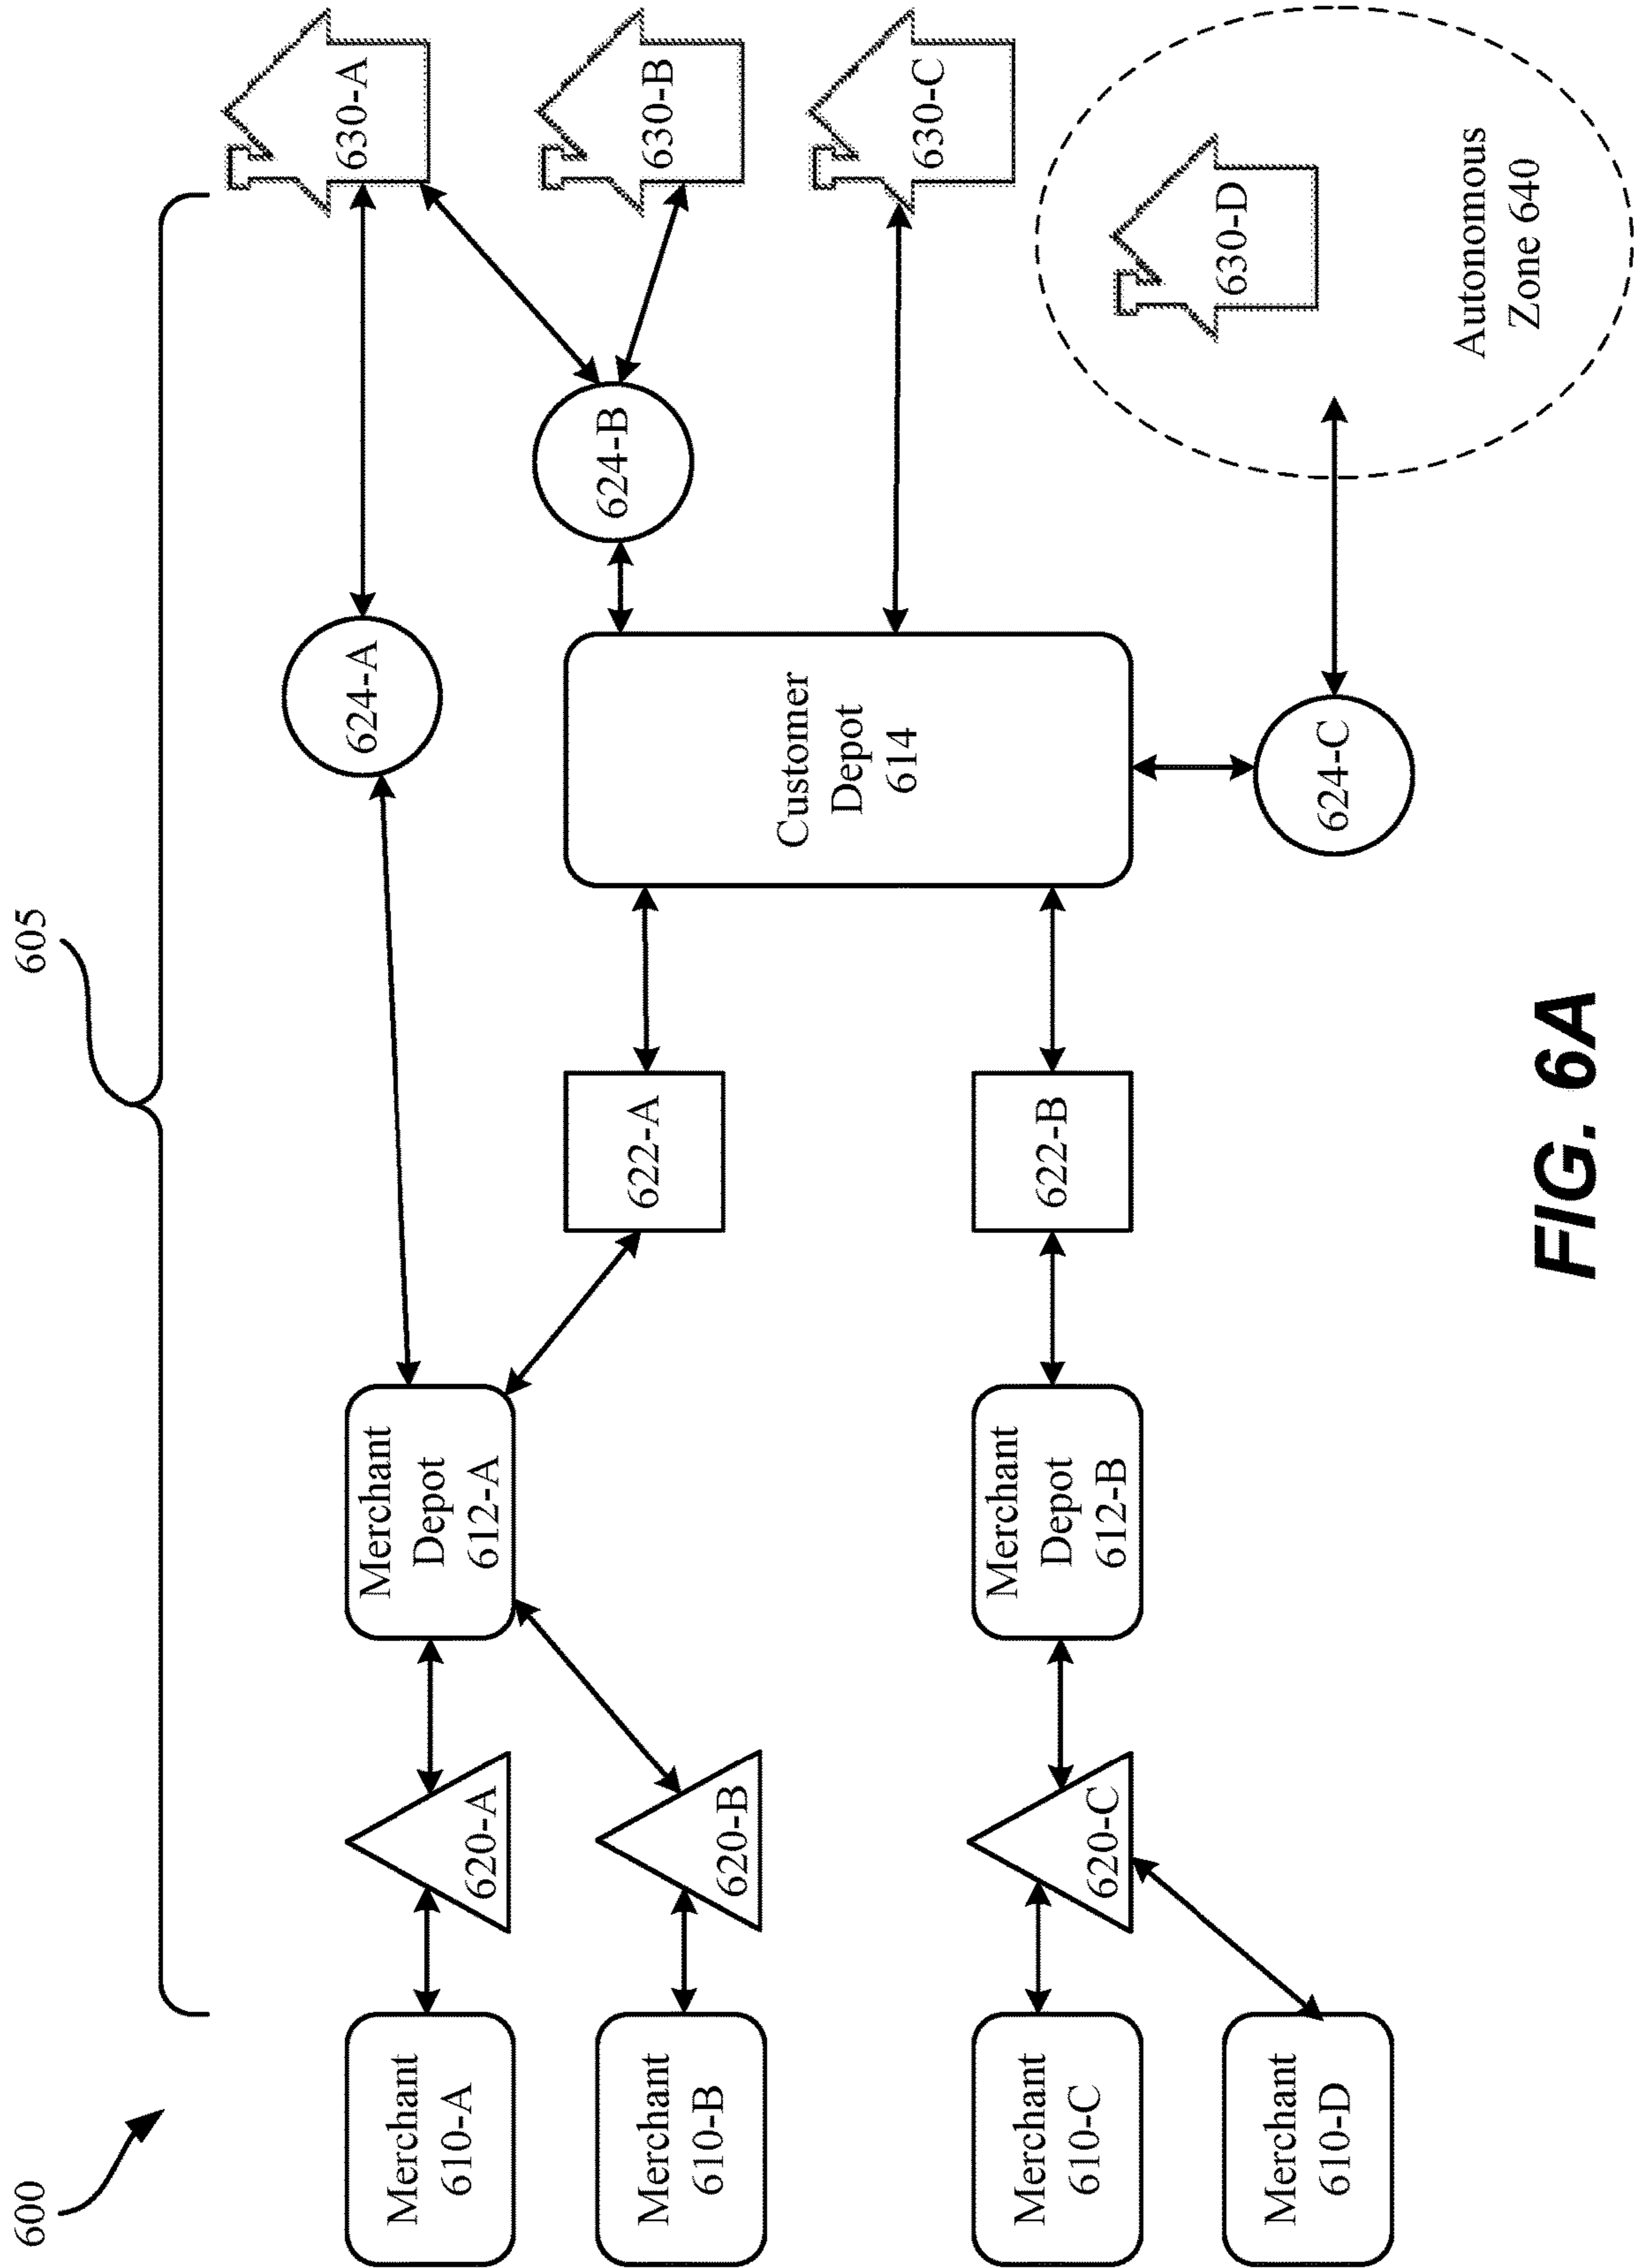 600
605
Merchant
610-A
Merchant
610-B
Merchant
610-C
Merchant
610-D
620-A
620-B
620-C
Merchant
Depot
612-A
Merchant
Depot
612-B
622-A
622-B
Customer
Depot
614
624-A
624-B
624-C
630-A
630-B
630-C
630-D
Autonomous
Zone 640
FIG. 6A